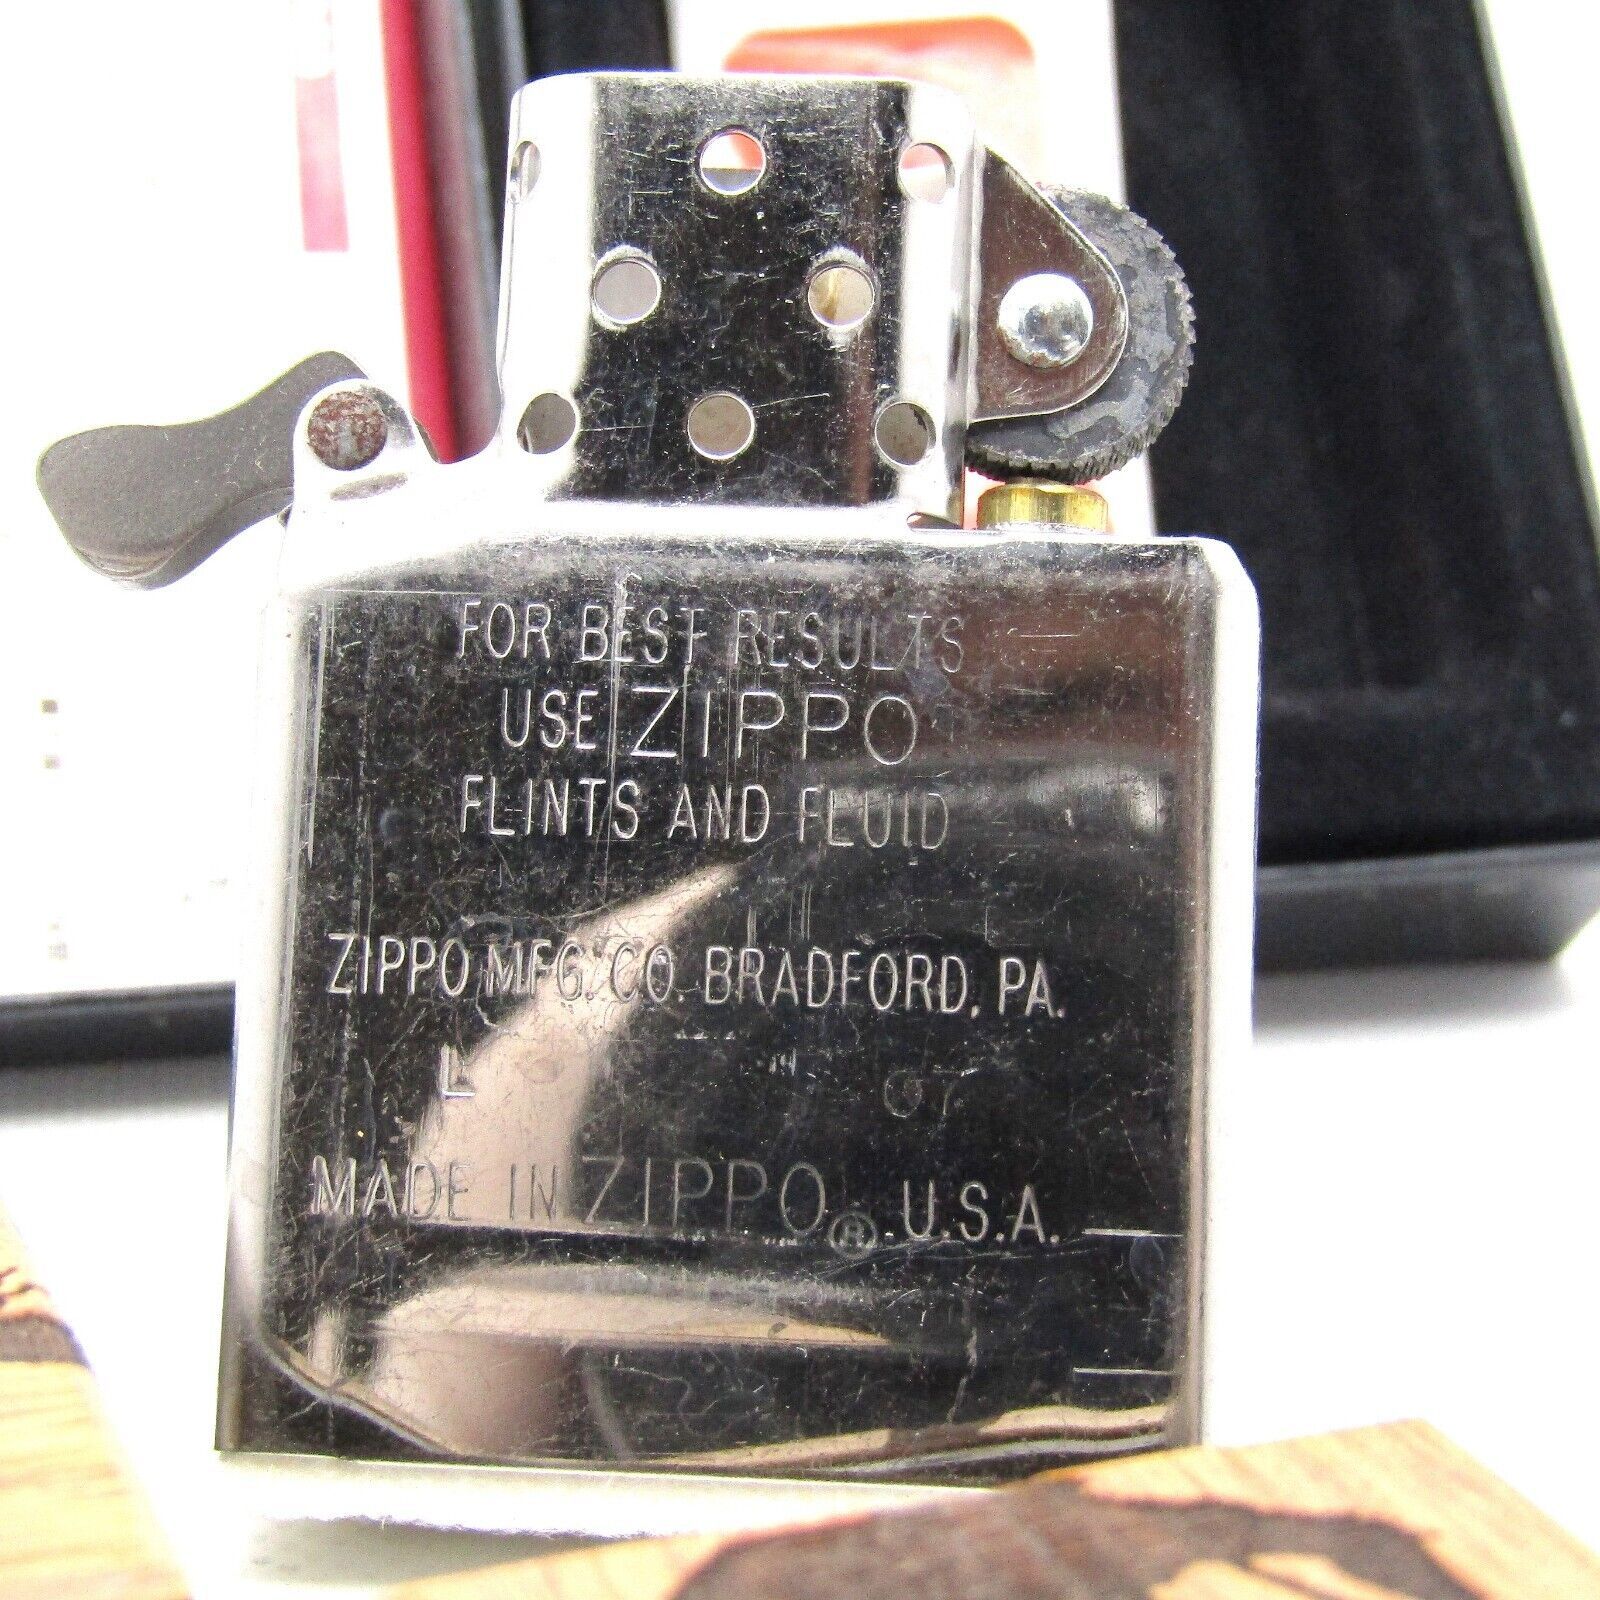 FOR BEST RESULTS
USE ZIPPO
FLINTS AND FLUID
ZIPPO MFG. CO. BRADFORD, PA.
L 07
MADE IN ZIPPO® U.S.A.